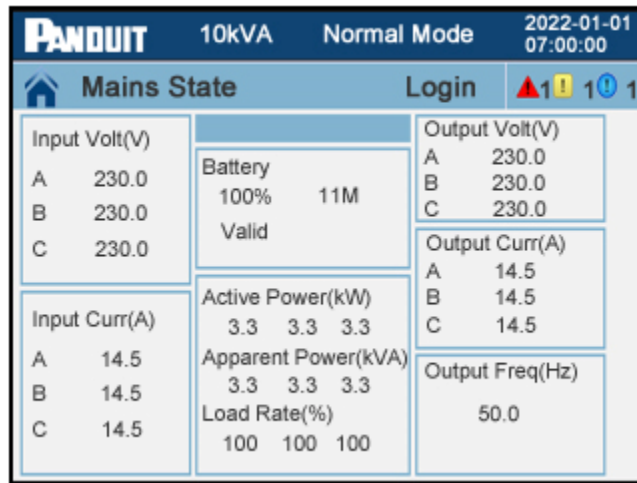 PANDUIT 10kVA Normal Mode 2022-01-01
07:00:00
Mains State Login 1 ! 1 ! 1
Input Volt(V)
A 230.0
B 230.0
C 230.0
Input Curr(A)
A 14.5
B 14.5
C 14.5
Battery
100% 11M
Valid
Active Power(kW)
3.3 3.3 3.3
Apparent Power(kVA)
3.3 3.3 3.3
Load Rate(%)
100 100 100
Output Volt(V)
A 230.0
B 230.0
C 230.0
Output Curr(A)
A 14.5
B 14.5
C 14.5
Output Freq(Hz)
50.0